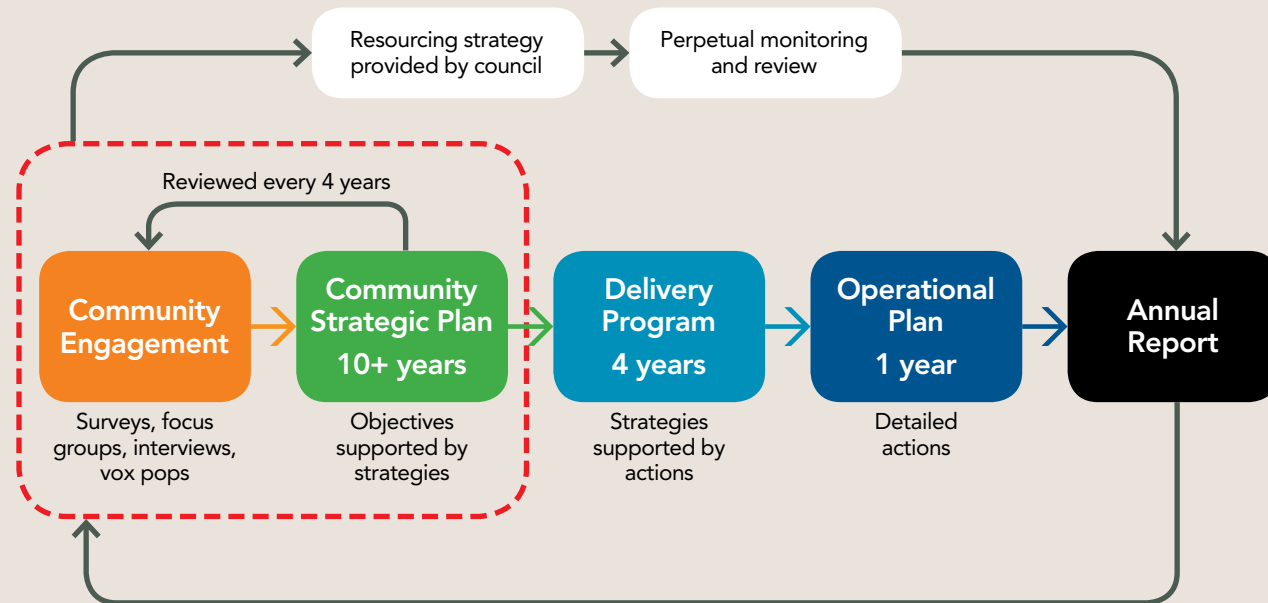 Resourcing strategy
provided by council
Perpetual monitoring
and review
Reviewed every 4 years
Community
Engagement
Surveys, focus
groups, interviews,
vox pops
Community
Strategic Plan
10+ years
Objectives
supported by
strategies
Delivery
Program
4 years
Strategies
supported by
actions
Operational
Plan
1 year
Detailed
actions
Annual
Report